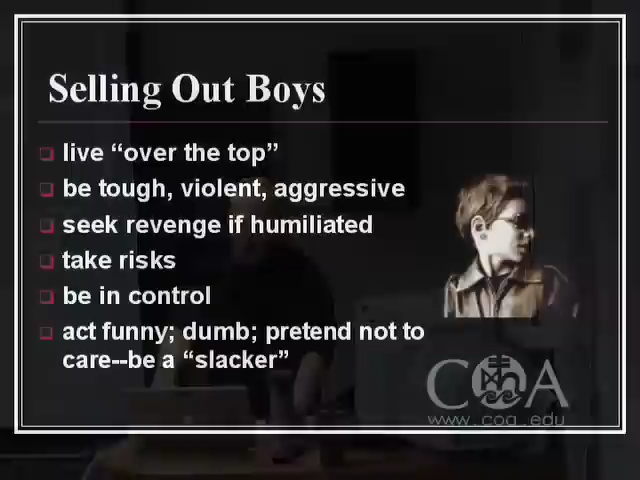 Selling Out Boys
live “over the top”
be tough, violent, aggressive
seek revenge if humiliated
take risks
be in control
act funny; dumb; pretend not to
care--be a “slacker”
COA
www.coa.edu